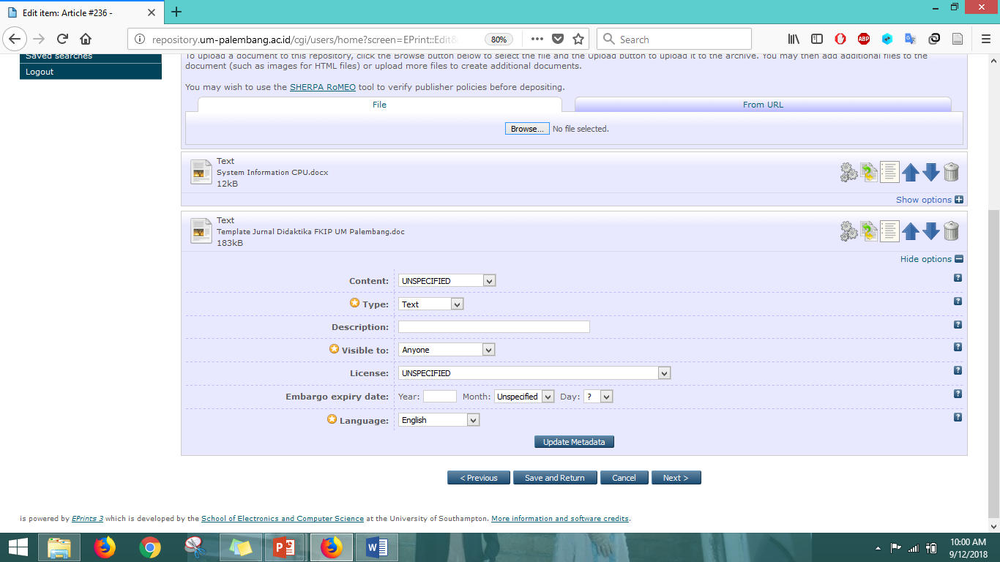 Edit item: Article #236 -
repository.um-palembang.ac.id/cgi/users/home?screen=EPrint::Edit&
80%
Search
ABP
Saved searches
Logout
To upload a document to this repository, click the Browse button below to select the file and the Upload button to upload it to the archive. You may then add additional files to the
document (such as images for HTML files) or upload more files to create additional documents.
You may wish to use the SHERPA RoMEO tool to verify publisher policies before depositing.
File
From URL
Browse... No file selected.
Text
System Information CPU.docx
12kB
Show options
Text
Template Jurnal Didaktika FKIP UM Palembang.doc
183kB
Hide options
Content: UNSPECIFIED
Type: Text
Description:
Visible to: Anyone
License: UNSPECIFIED
Embargo expiry date: Year: Month: Unspecified Day: ?
Language: English
Update Metadata
< Previous Save and Return Cancel Next >
is powered by EPrints 3 which is developed by the School of Electronics and Computer Science at the University of Southampton. More information and software credits.
10:00 AM
9/12/2018